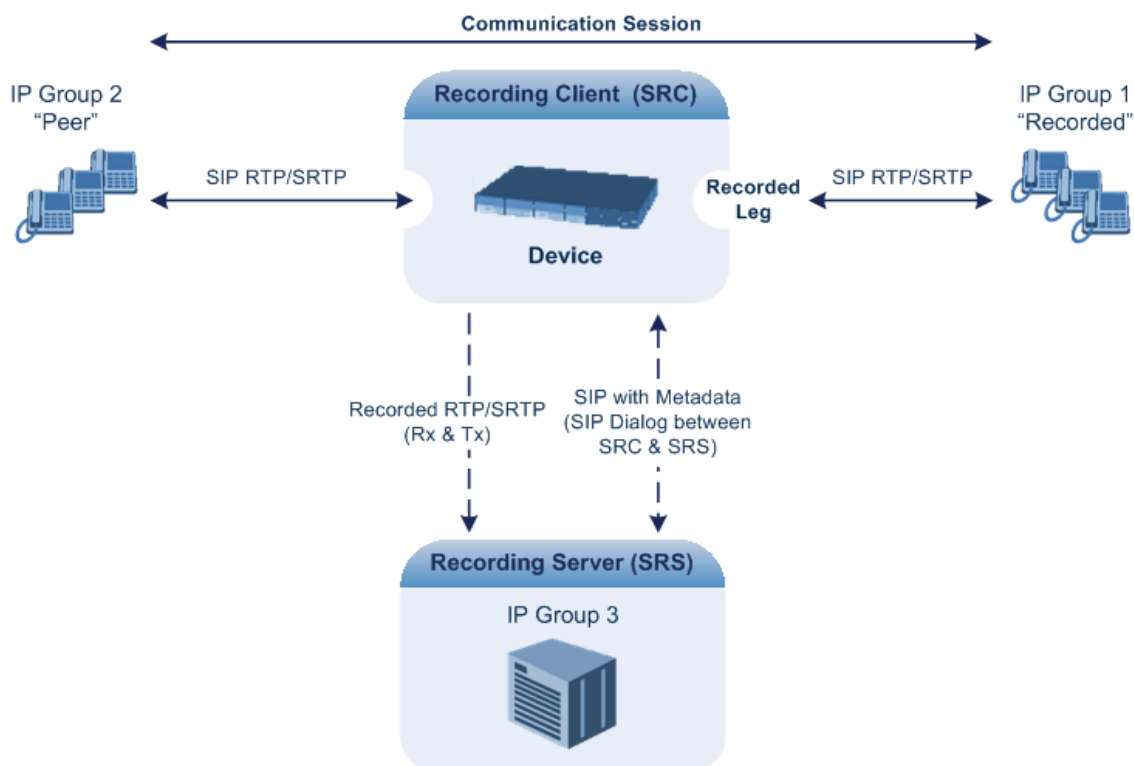 Communication Session
IP Group 2
“Peer”
Recording Client (SRC)
IP Group 1
“Recorded”
SIP RTP/SRTP
Recorded
Leg
SIP RTP/SRTP
Device
Recorded RTP/SRTP
(Rx & Tx)
SIP with Metadata
(SIP Dialog between
SRC & SRS)
Recording Server (SRS)
IP Group 3